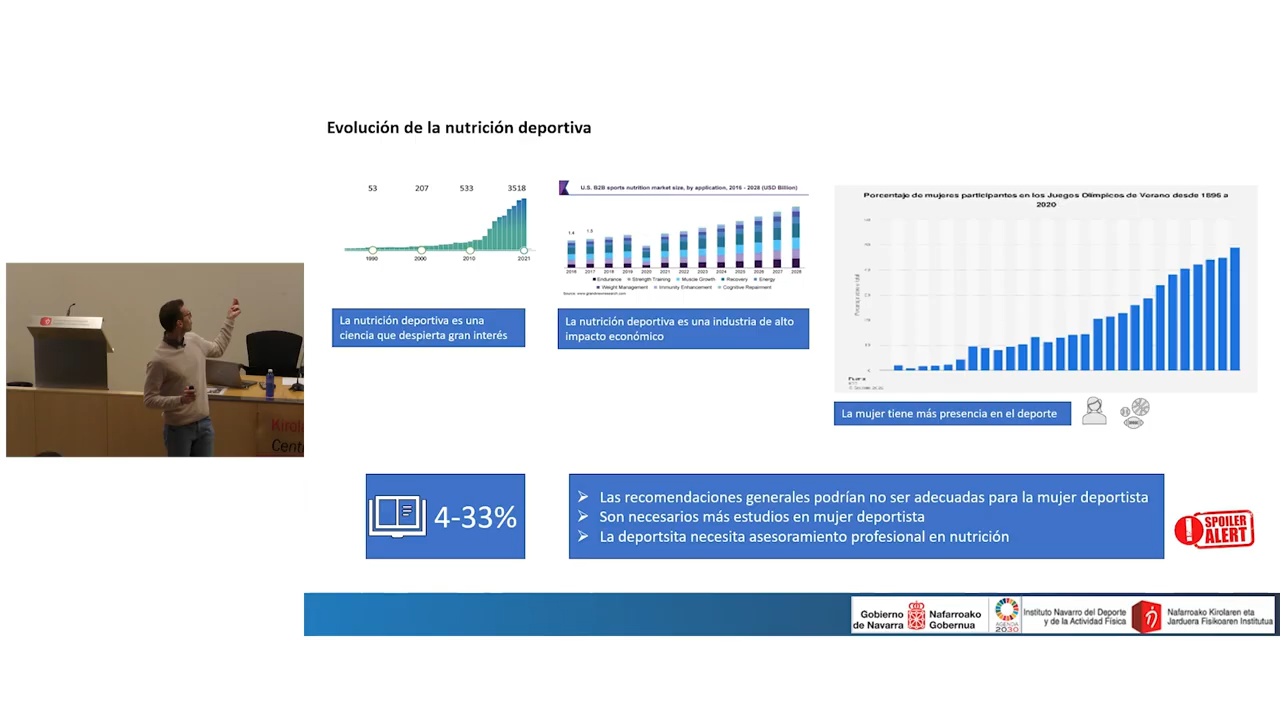 Evolución de la nutrición deportiva
53 207 533 3518
1990 2000 2010 2021
La nutrición deportiva es una
ciencia que despierta gran interés
U.S. B2B sports nutrition market size, by application, 2016 - 2028 (USD Billion)
1.4 1.5
2016 2017 2018 2019 2020 2021 2022 2023 2024 2025 2026 2027 2028
Endurance Strength Training Muscle Growth Recovery Energy
Weight Management Immunity Enhancement Cognitive Repairment
Source: www.grandviewresearch.com
La nutrición deportiva es una industria de alto
impacto económico
Porcentaje de mujeres participantes en los Juegos Olímpicos de Verano desde 1896 a
2020
La mujer tiene más presencia en el deporte
4-33%
Las recomendaciones generales podrían no ser adecuadas para la mujer deportista
Son necesarios más estudios en mujer deportista
La deportsita necesita asesoramiento profesional en nutrición
SPOILER
ALERT
Kirola
Cent
Gobierno
de Navarra
Nafarroako
Gobernua
AGENDA
2030
Instituto Navarro del Deporte
y de la Actividad Física
Nafarroako Kirolaren eta
Jarduera Fisikoaren Institutua